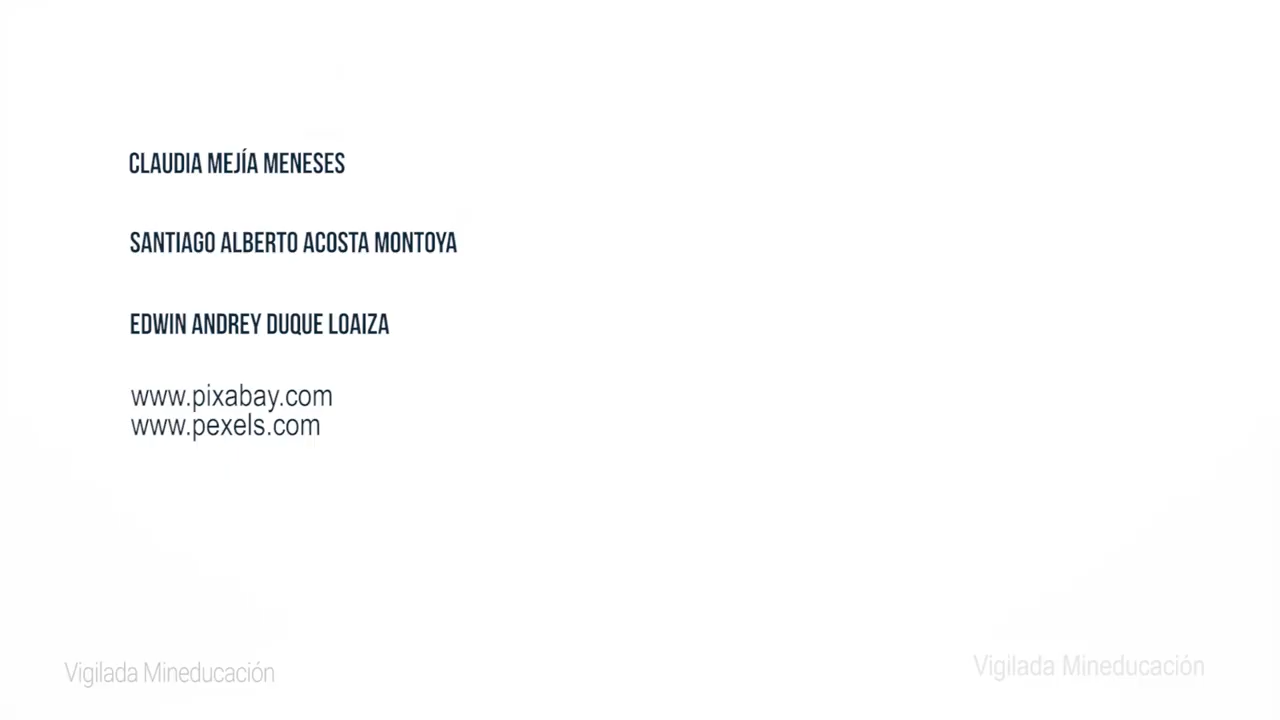 CLAUDIA MEJÍA MENESES
SANTIAGO ALBERTO ACOSTA MONTOYA
EDWIN ANDREY DUQUE LOAIZA
www.pixabay.com
www.pexels.com
Vigilada Mineducación
Vigilada Mineducación